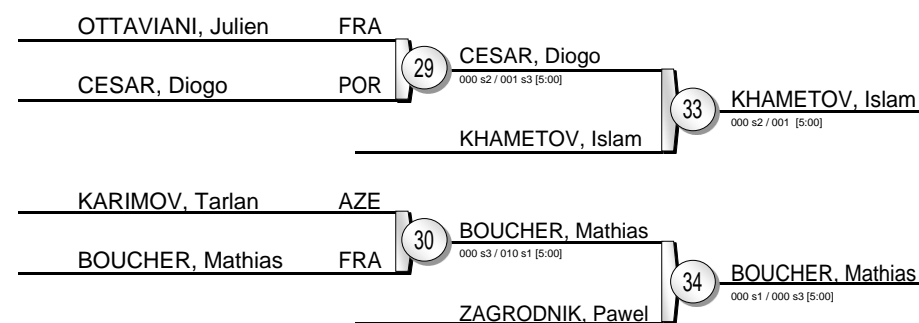 OTTAVIANI, Julien FRA
29
CESAR, Diogo
000 s2 / 001 s3 [5:00]
CESAR, Diogo POR
33
KHAMETOV, Islam
000 s2 / 001 [5:00]
KHAMETOV, Islam
KARIMOV, Tarlan AZE
30
BOUCHER, Mathias
000 s3 / 010 s1 [5:00]
BOUCHER, Mathias FRA
34
BOUCHER, Mathias
000 s1 / 000 s3 [5:00]
ZAGRODNIK, Pawel